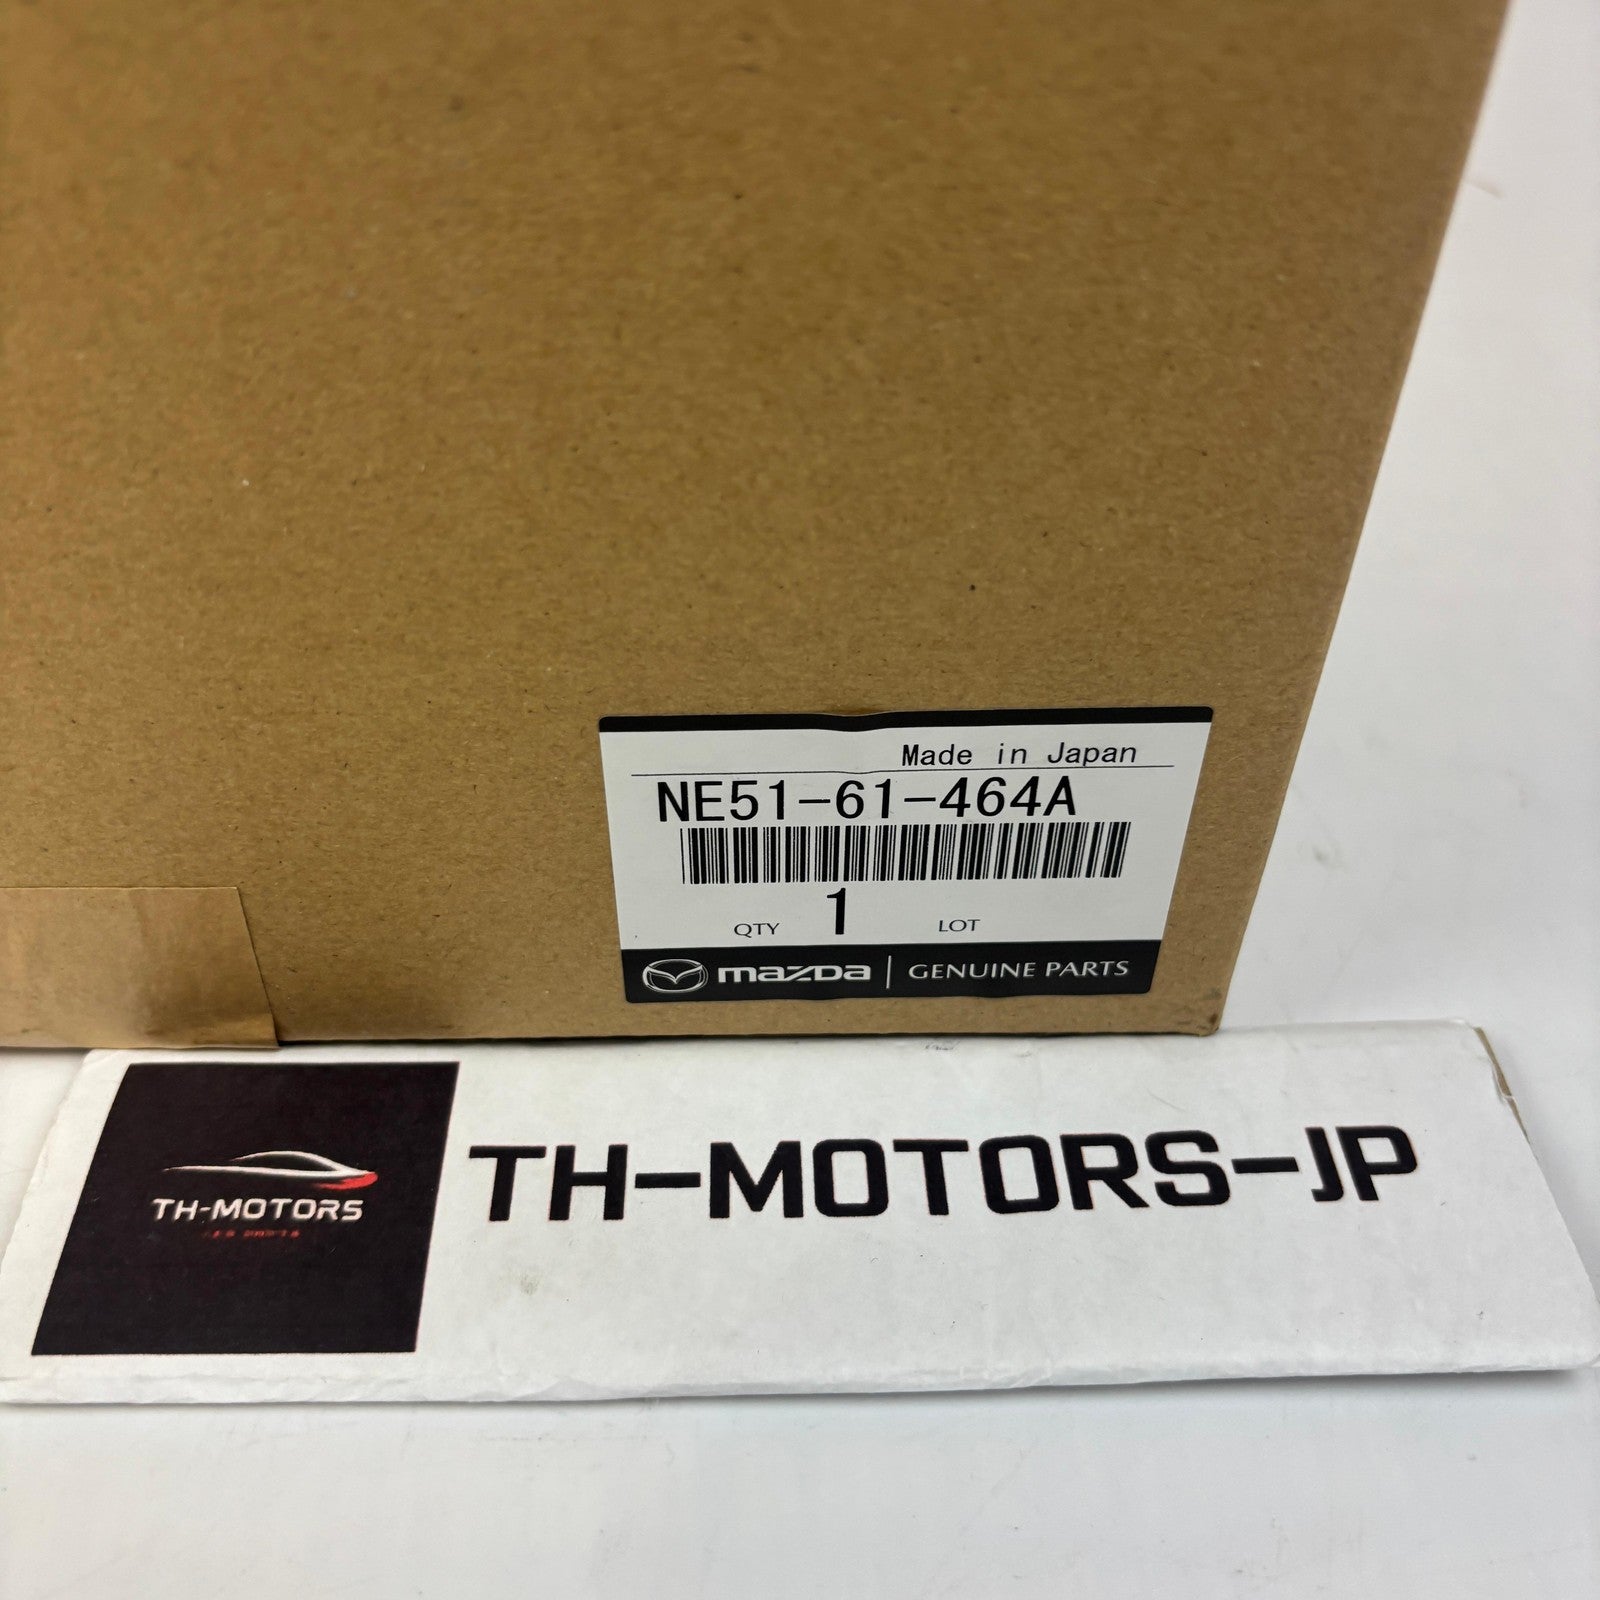 Made in Japan
NE51-61-464A
QTY 1 LOT
mazda | GENUINE PARTS
TH-MOTORS
TH-MOTORS-JP